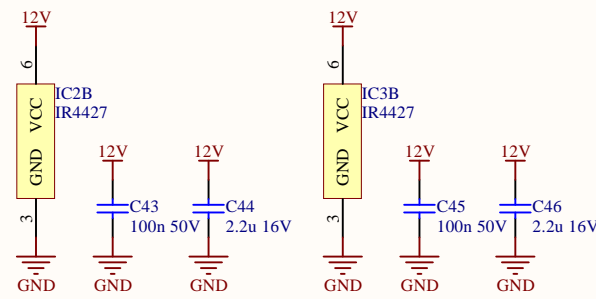 12V
12V
6
6
IC2B
IR4427
IC3B
IR4427
VCC
GND
VCC
GND
12V
12V
12V
12V
3
3
C43
100n 50V
C44
2.2u 16V
C45
100n 50V
C46
2.2u 16V
GND
GND
GND
GND
GND
GND